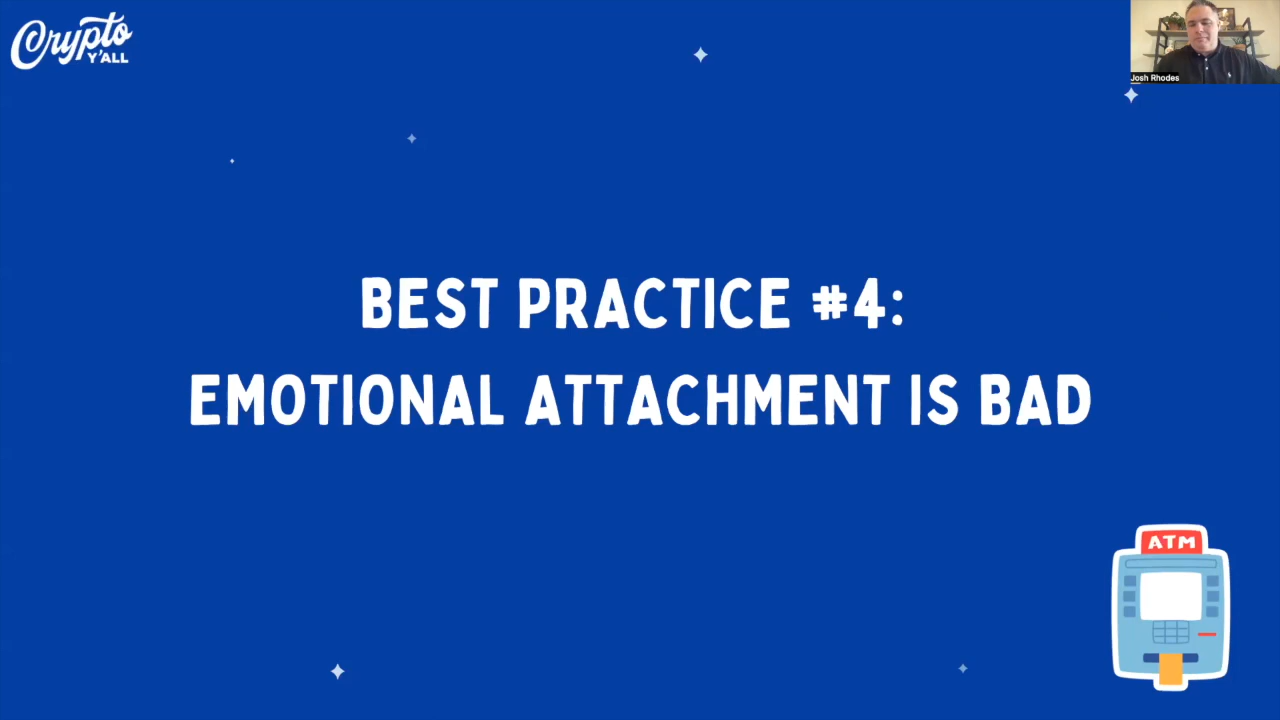 Crypto
Y'ALL
Josh Rhodes
BEST PRACTICE #4:
EMOTIONAL ATTACHMENT IS BAD
ATM